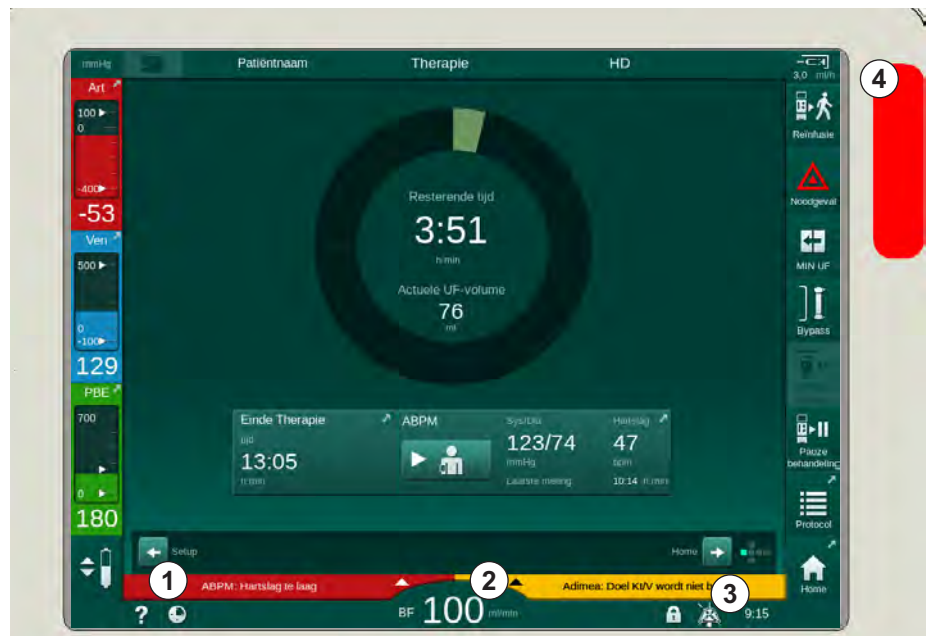 mmHg Patiëntnaam Therapie HD
3,0 ml/h
4
Art
100
0
-400
-53
Ven
500
0
-100
129
PBE
700
0
180
Resterende tijd
3:51
h:min
Actuele UF-volume
76
ml
Reïnfusie
Noodgeval
MIN UF
Bypass
Pauze
behandeling
Protocol
Home
Einde Therapie
tijd
13:05
h:min
ABPM Sys/Dia Hartslag
123/74 47
mmHg bpm
Laatste meting 10:14 h:min
Setup Home
1 2 3
ABPM: Hartslag te laag
Adimea: Doel Kt/V wordt niet b
? BF 100 ml/min 9:15